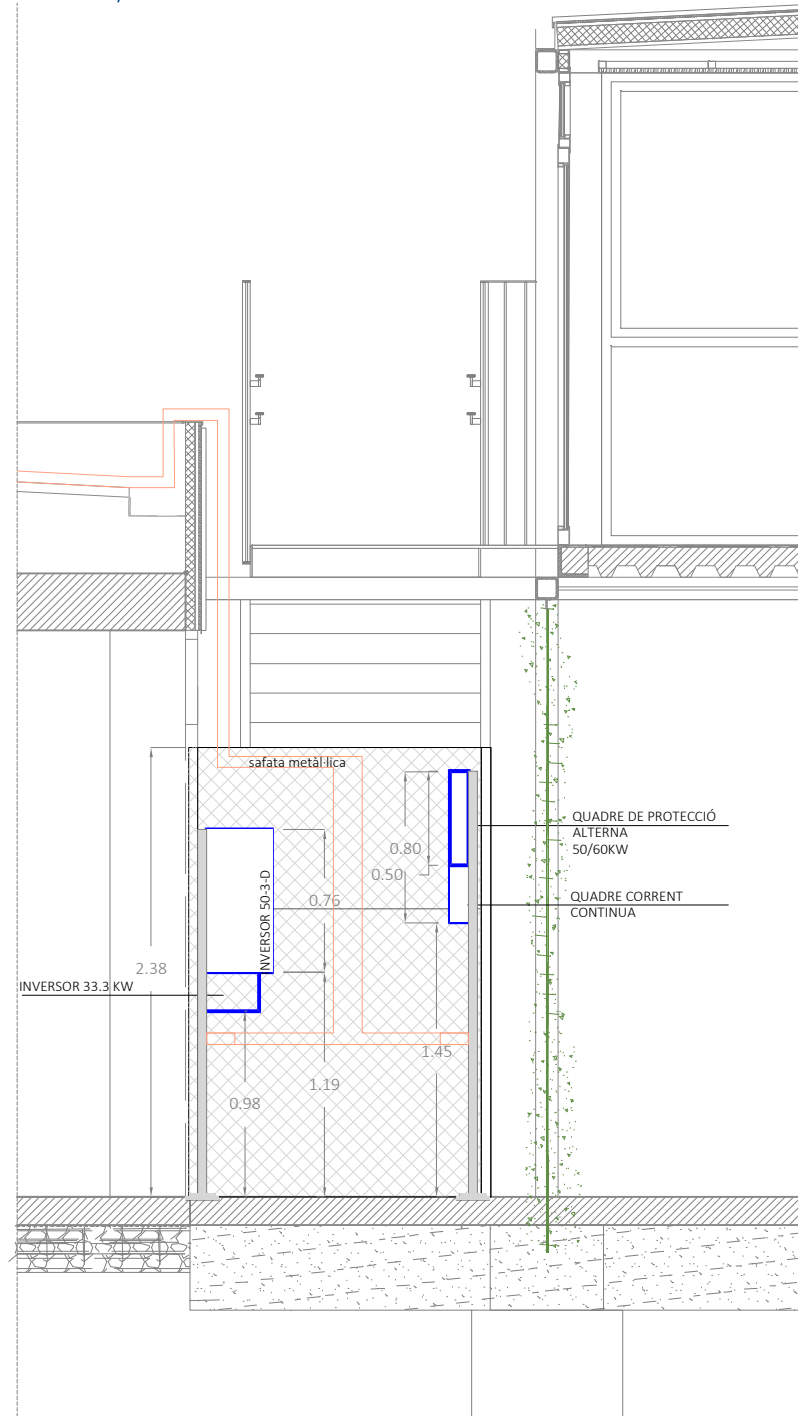 safata metàl·lica
QUADRE DE PROTECCIÓ
ALTERNA
50/60KW
0.80
0.50
QUADRE CORRENT
CONTINUA
0.76
NVERSOR 50-3-D
2.38
INVERSOR 33.3 KW
1.45
1.19
0.98